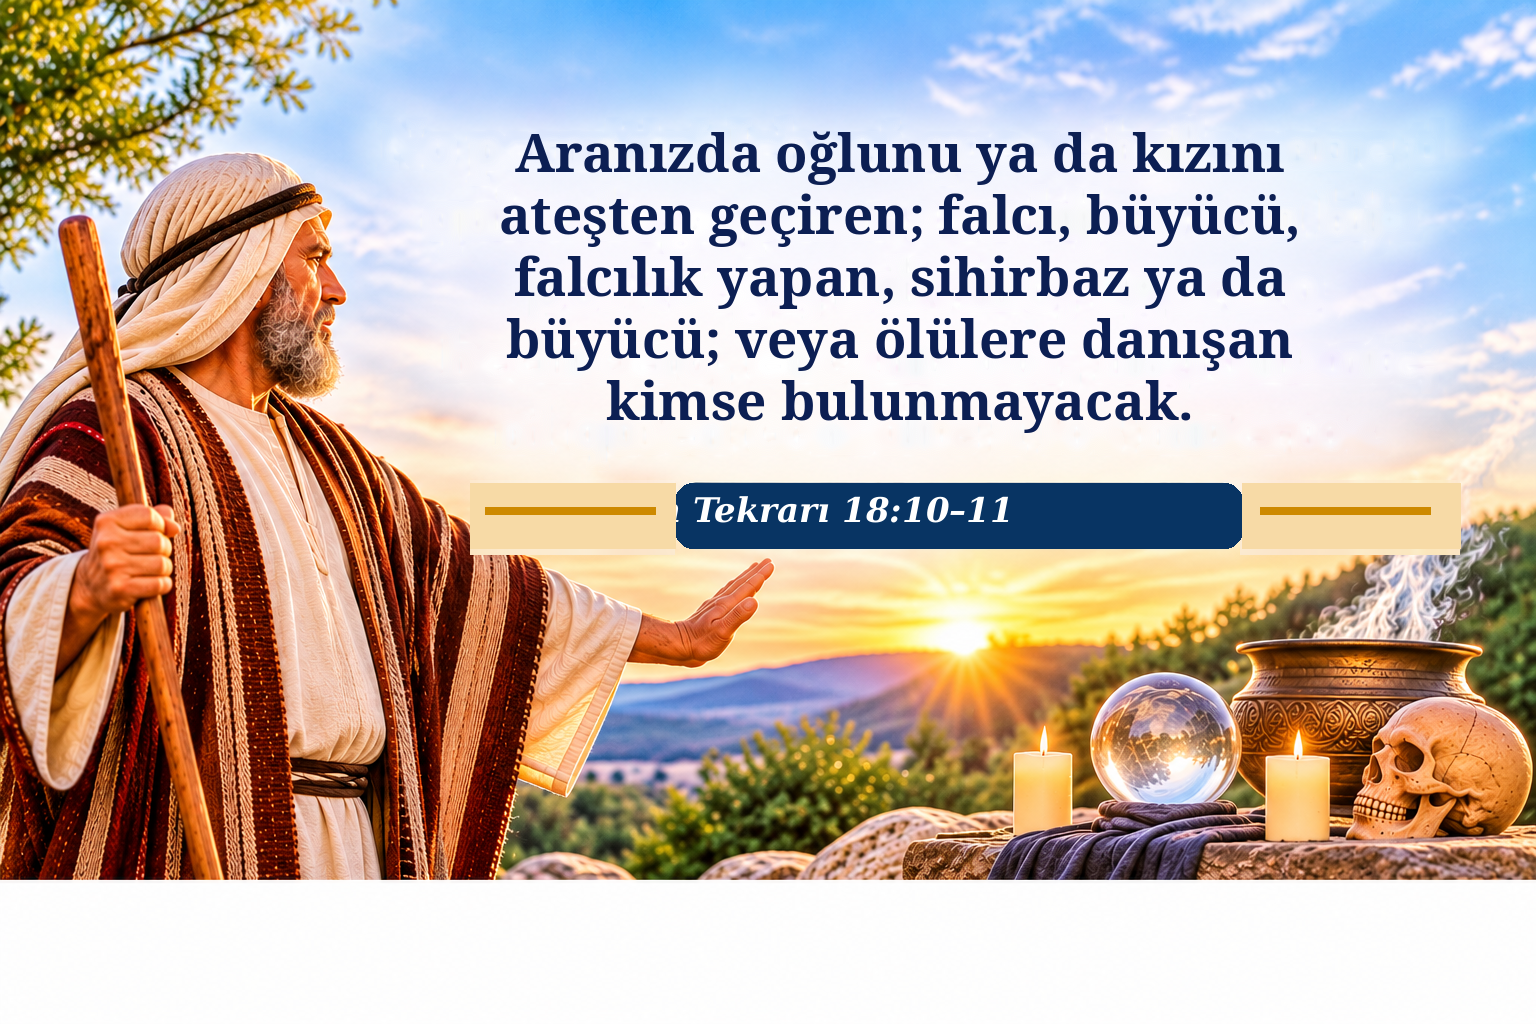 Aranızda oğlunu ya da kızını
ateşten geçiren; falcı, büyücü,
falcılık yapan, sihirbaz ya da
büyücü; veya ölülere danışan
kimse bulunmayacak.
Tekrarı 18:10–11